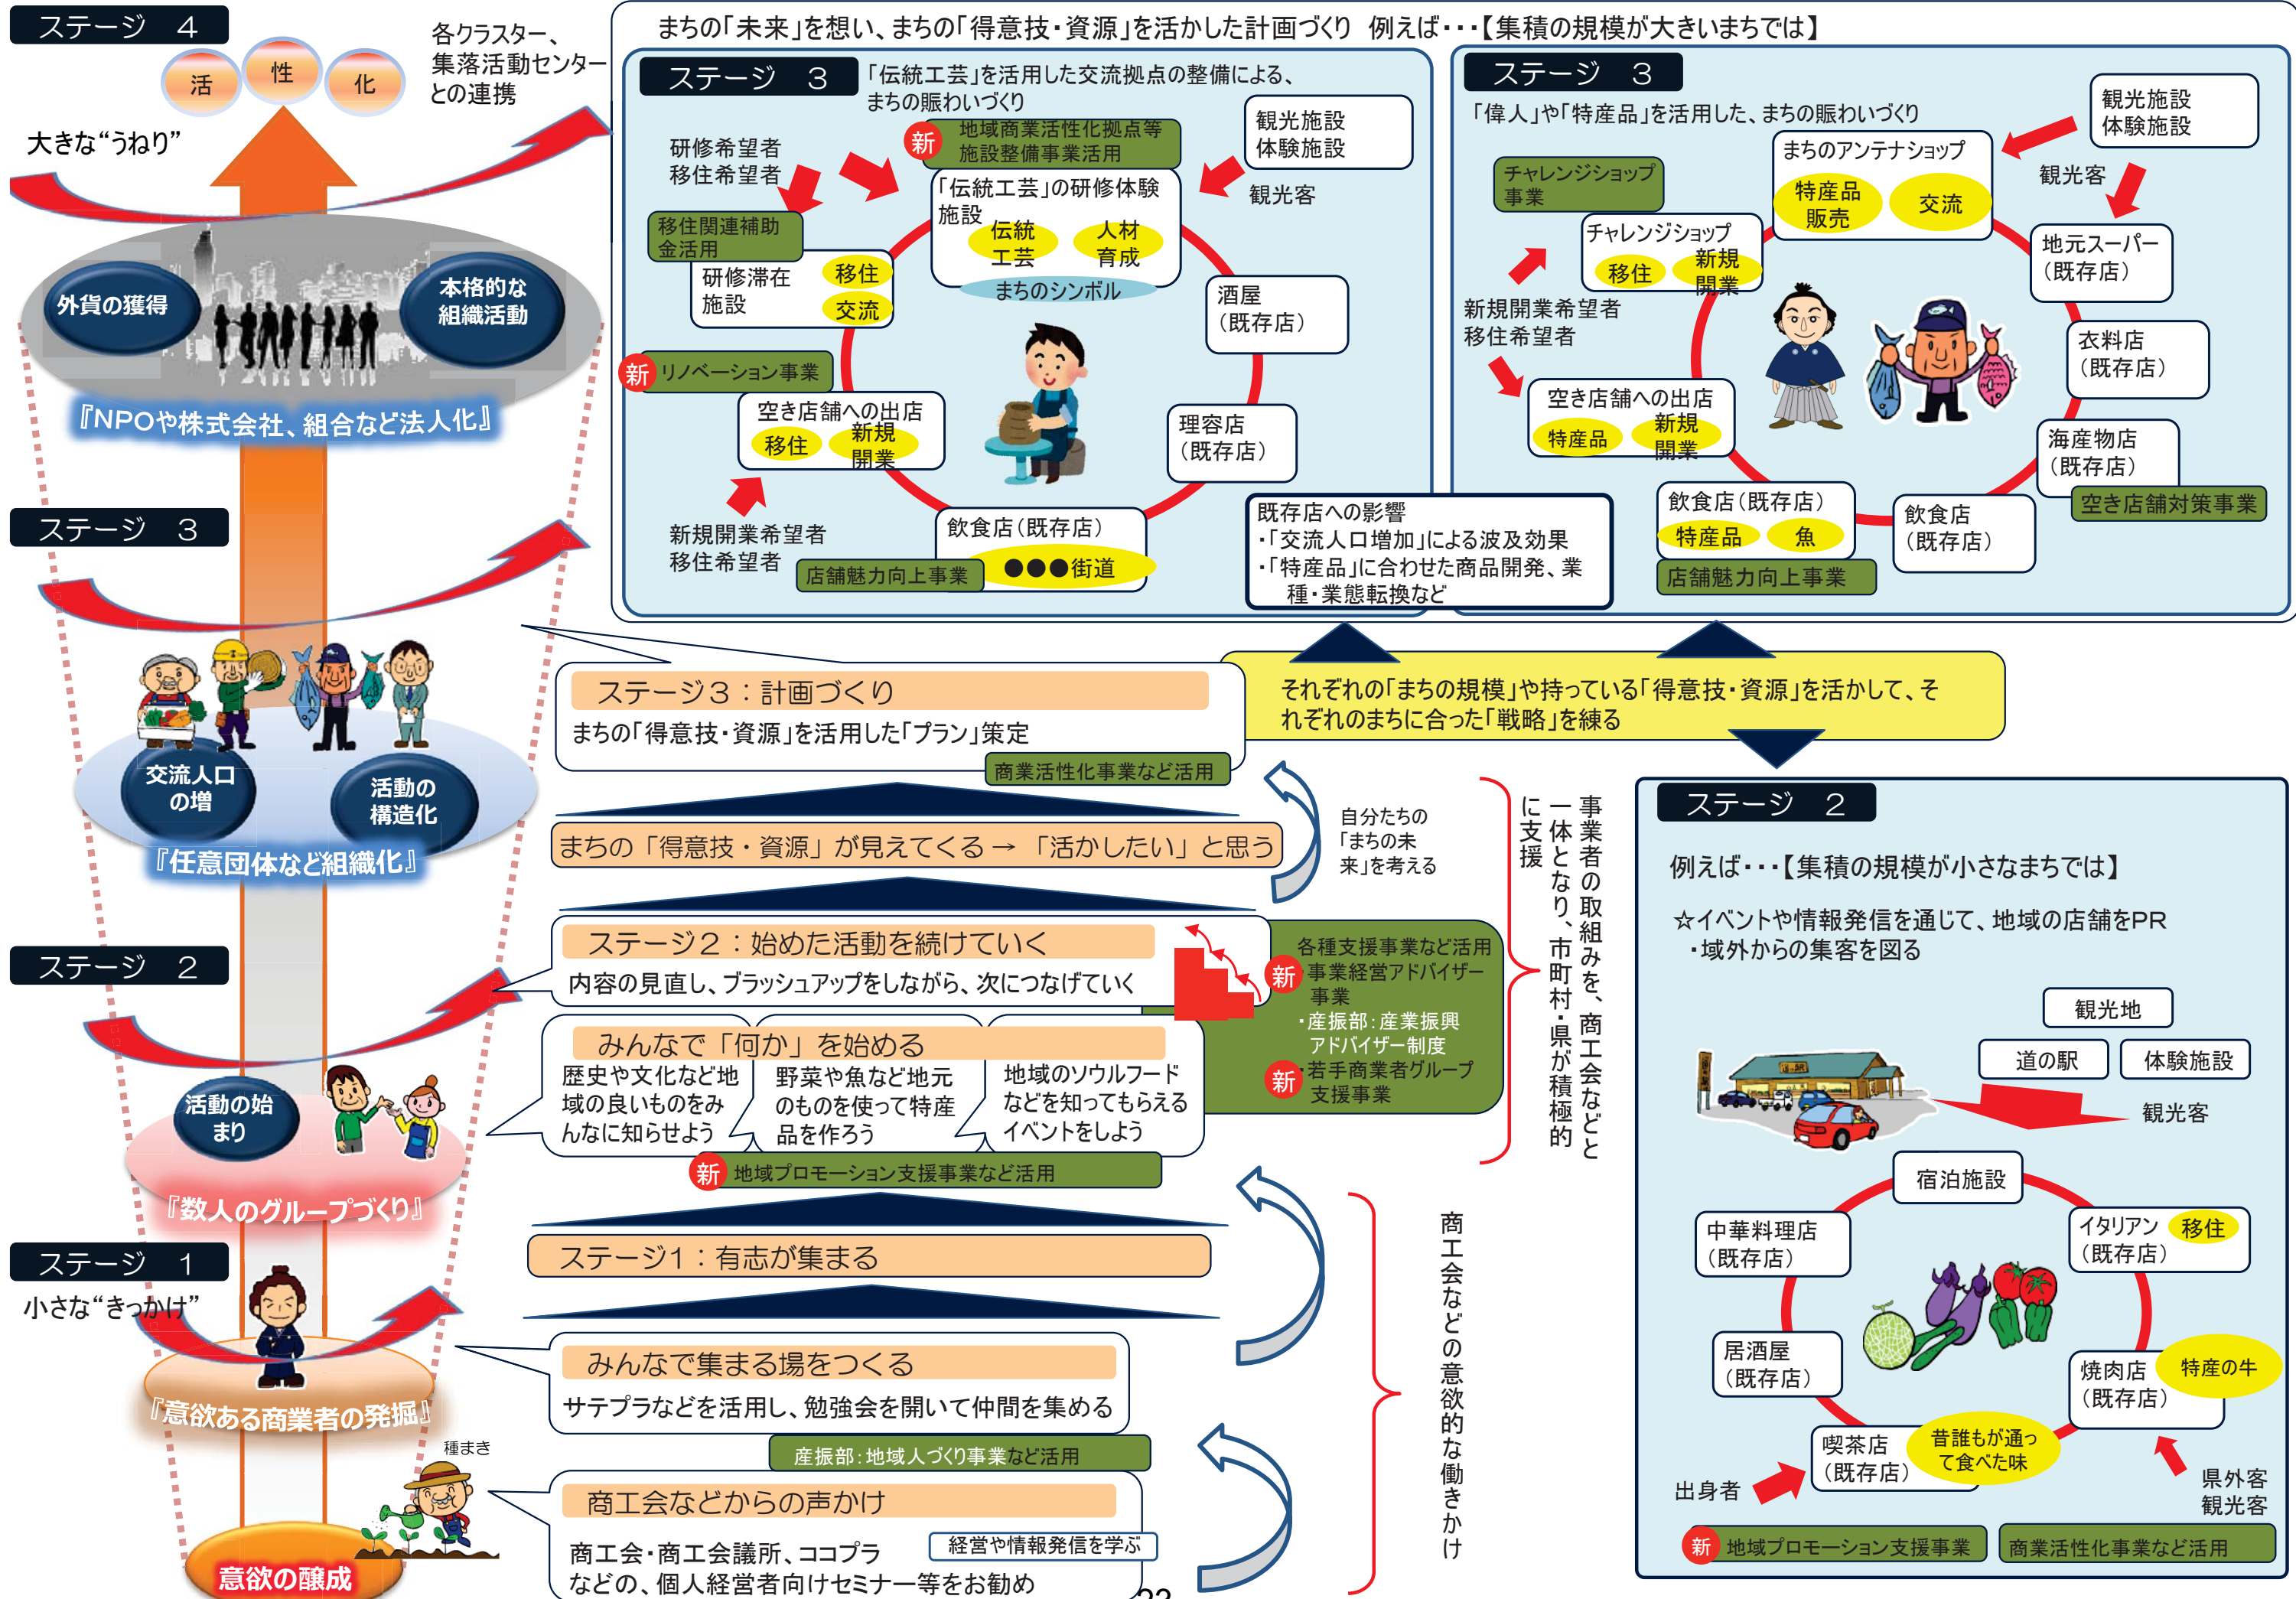 ステージ　４
活
性
化
各クラスター、
集落活動センター
との連携
大きな“うねり”
外貨の獲得
本格的な
組織活動
『NPOや株式会社、組合など法人化』
ステージ　３
交流人口
の増
活動の
構造化
『任意団体など組織化』
ステージ　２
活動の始
まり
『数人のグループづくり』
ステージ　１
小さな“きっかけ”
『意欲ある商業者の発掘』
種まき
意欲の醸成
まちの「未来」を想い、まちの「得意技・資源」を活かした計画づくり 例えば・・・【集積の規模が大きいまちでは】
ステージ　３
「伝統工芸」を活用した交流拠点の整備による、
まちの賑わいづくり
研修希望者
移住希望者
新
地域商業活性化拠点等
施設整備事業活用
観光施設
体験施設
観光客
「伝統工芸」の研修体験
施設
伝統
工芸
人材
育成
まちのシンボル
移住関連補助
金活用
研修滞在
施設
移住
交流
酒屋
（既存店）
新
リノベーション事業
空き店舗への出店
移住
新規
開業
理容店
（既存店）
新規開業希望者
移住希望者
飲食店（既存店）
●●●街道
店舗魅力向上事業
既存店への影響
・「交流人口増加」による波及効果
・「特産品」に合わせた商品開発、業
種・業態転換など
ステージ　３
「偉人」や「特産品」を活用した、まちの賑わいづくり
観光施設
体験施設
観光客
まちのアンテナショップ
特産品
販売
交流
チャレンジショップ
事業
チャレンジショップ
移住
新規
開業
地元スーパー
（既存店）
新規開業希望者
移住希望者
衣料店
（既存店）
空き店舗への出店
特産品
新規
開業
海産物店
（既存店）
空き店舗対策事業
飲食店（既存店）
特産品
魚
店舗魅力向上事業
飲食店
（既存店）
ステージ３：計画づくり
まちの「得意技・資源」を活用した「プラン」策定
商業活性化事業など活用
それぞれの「まちの規模」や持っている「得意技・資源」を活かして、そ
れぞれのまちに合った「戦略」を練る
まちの「得意技・資源」が見えてくる→「活かしたい」と思う
自分たちの
「まちの未
来」を考える
ステージ２：始めた活動を続けていく
内容の見直し、ブラッシュアップをしながら、次につなげていく
各種支援事業など活用
新
・事業経営アドバイザー
事業
・産振部：産業振興
アドバイザー制度
新
・若手商業者グループ
支援事業
みんなで「何か」を始める
歴史や文化など地
域の良いものをみ
んなに知らせよう
野菜や魚など地元
のものを使って特産
品を作ろう
地域のソウルフード
などを知ってもらえる
イベントをしよう
新
地域プロモーション支援事業など活用
事業者の取組みを、商工会などと
一体となり、市町村・県が積極的
に支援
ステージ１：有志が集まる
みんなで集まる場をつくる
サテプラなどを活用し、勉強会を開いて仲間を集める
産振部：地域人づくり事業など活用
商工会などからの声かけ
経営や情報発信を学ぶ
商工会・商工会議所、ココプラ
などの、個人経営者向けセミナー等をお勧め
商工会などの意欲的な働きかけ
ステージ　２
例えば・・・【集積の規模が小さなまちでは】
☆イベントや情報発信を通じて、地域の店舗をPR
・域外からの集客を図る
観光地
道の駅
体験施設
観光客
宿泊施設
中華料理店
（既存店）
イタリアン
（既存店）
移住
居酒屋
（既存店）
焼肉店
（既存店）
特産の牛
喫茶店
（既存店）
昔誰もが通っ
て食べた味
出身者
県外客
観光客
新
地域プロモーション支援事業
商業活性化事業など活用